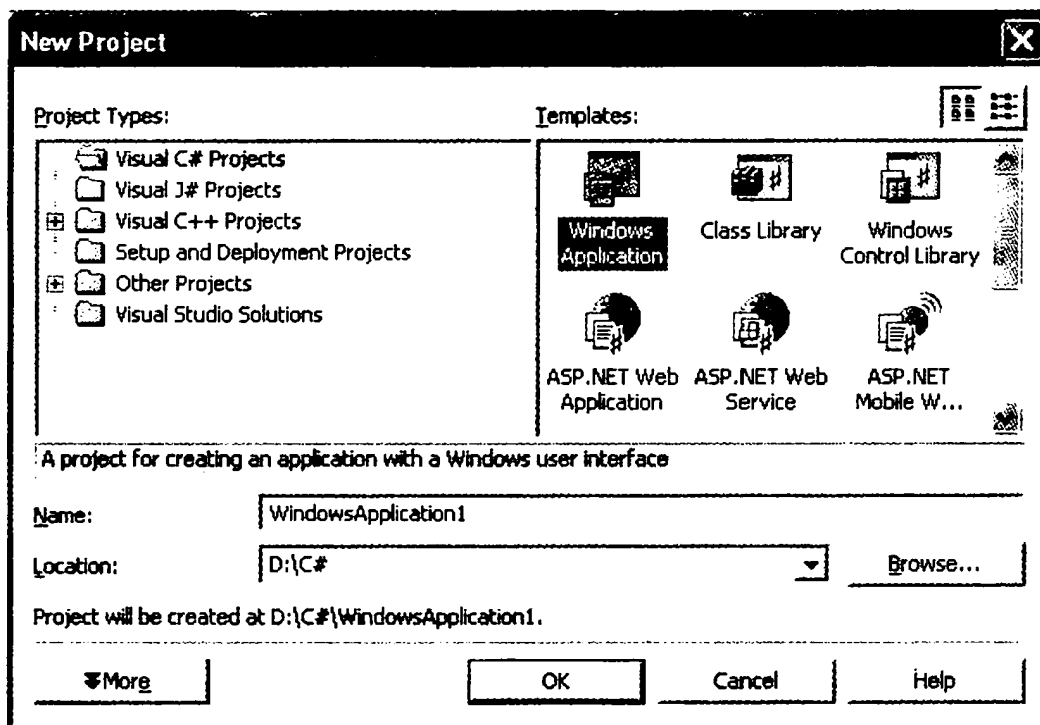 New Project
Project Types:
Templates:
Visual C# Projects
Visual J# Projects
Visual C++ Projects
Setup and Deployment Projects
Other Projects
Visual Studio Solutions
Windows
Application
Class Library
Windows
Control Library
ASP.NET Web
Application
ASP.NET Web
Service
ASP.NET
Mobile W...
A project for creating an application with a Windows user interface
Name:
WindowsApplication1
Location:
D:\C#
Browse...
Project will be created at D:\C#\WindowsApplication1.
More
OK
Cancel
Help